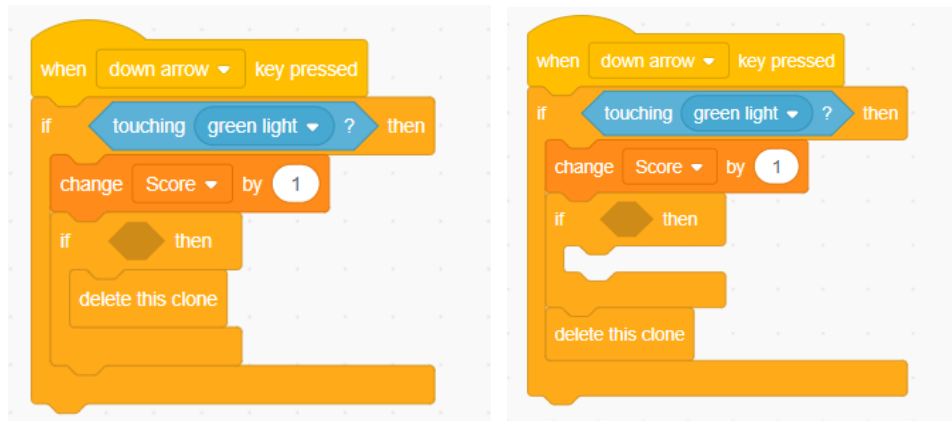 when down arrow key pressed
if touching green light ? then
change Score by 1
if then
delete this clone
when down arrow key pressed
if touching green light ? then
change Score by 1
if then
delete this clone